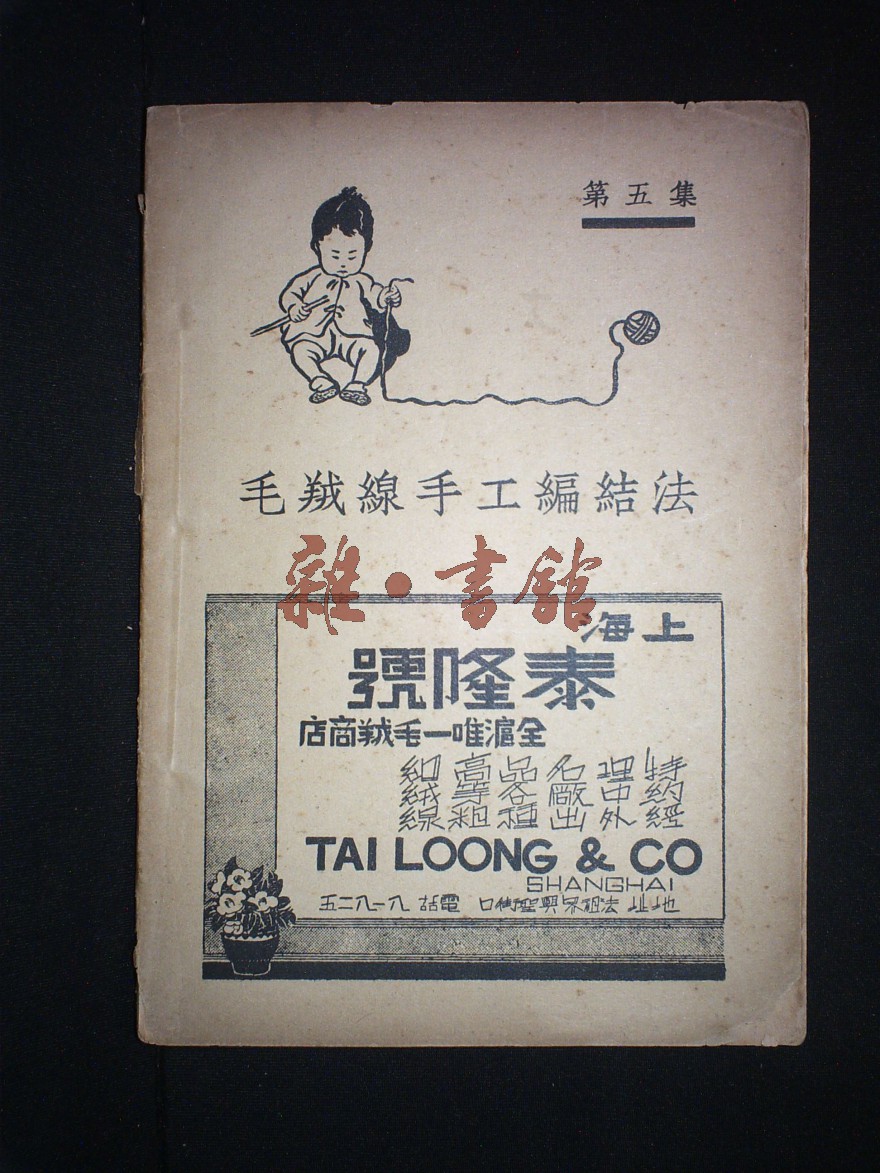 第五集
毛羢線手工編結法
雜·書館
上海
泰隆號
全滬唯一毛羢商店
特約經
理中外
名廠出
品各種
高等粗
細絨線
TAI LOONG & CO
SHANGHAI
地址 法租界興聖街口 電話 八一八二五